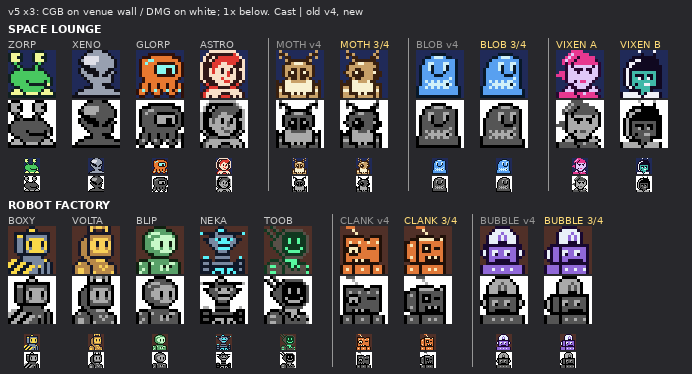 v5 x3: CGB on venue wall / DMG on white; 1x below. Cast | old v4, new
SPACE LOUNGE
ZORP XENO GLORP ASTRO MOTH v4 MOTH 3/4 BLOB v4 BLOB 3/4 VIXEN A VIXEN B
ROBOT FACTORY
BOXY VOLTA BLIP NEKA TOOB CLANK v4 CLANK 3/4 BUBBLE v4 BUBBLE 3/4